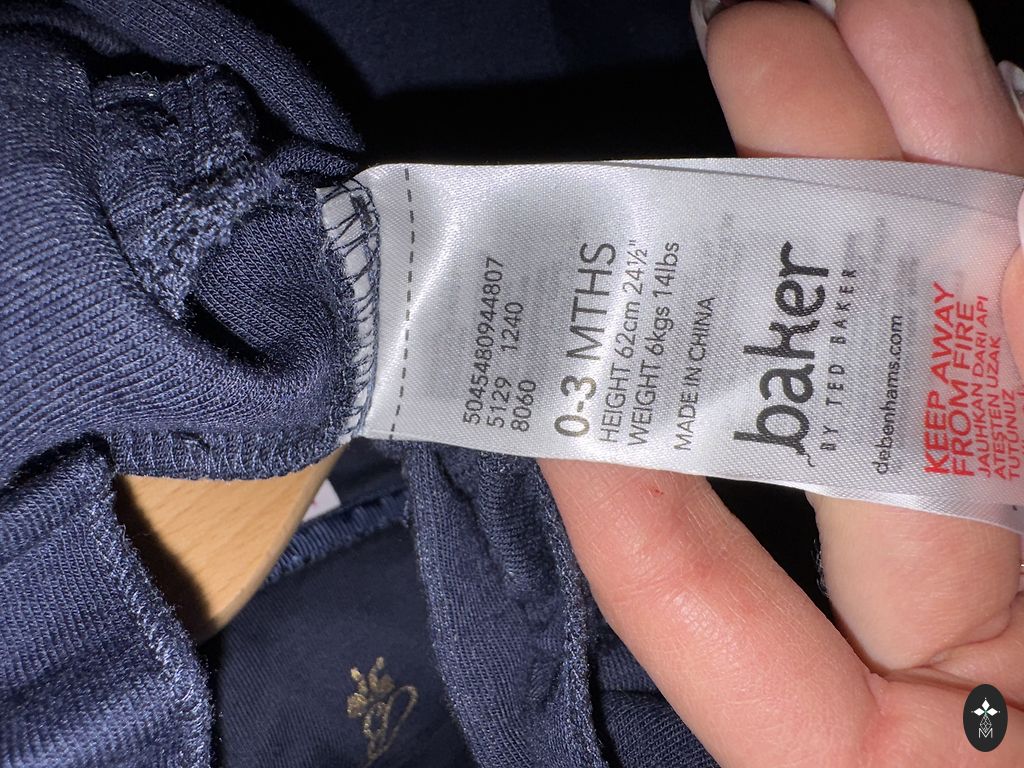 5045480944807
5129 1240
8060
0-3 MTHS
HEIGHT 62cm 24½"
WEIGHT 6kgs 14lbs
MADE IN CHINA
baker
BY TED BAKER
debenhams.com
KEEP AWAY
FROM FIRE
JAUHKAN DARI API
ATEŞTEN UZAK
TUTUNUZ
M